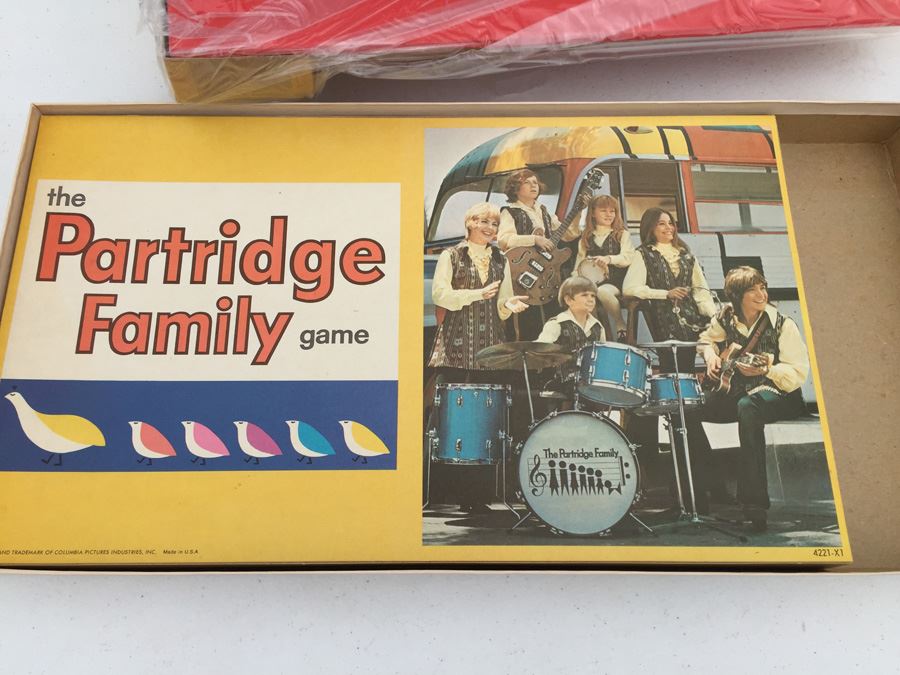 the
Partridge
Family game
The Partridge Family
AND TRADEMARK OF COLUMBIA PICTURES INDUSTRIES, INC. Made in U.S.A
4221-X1